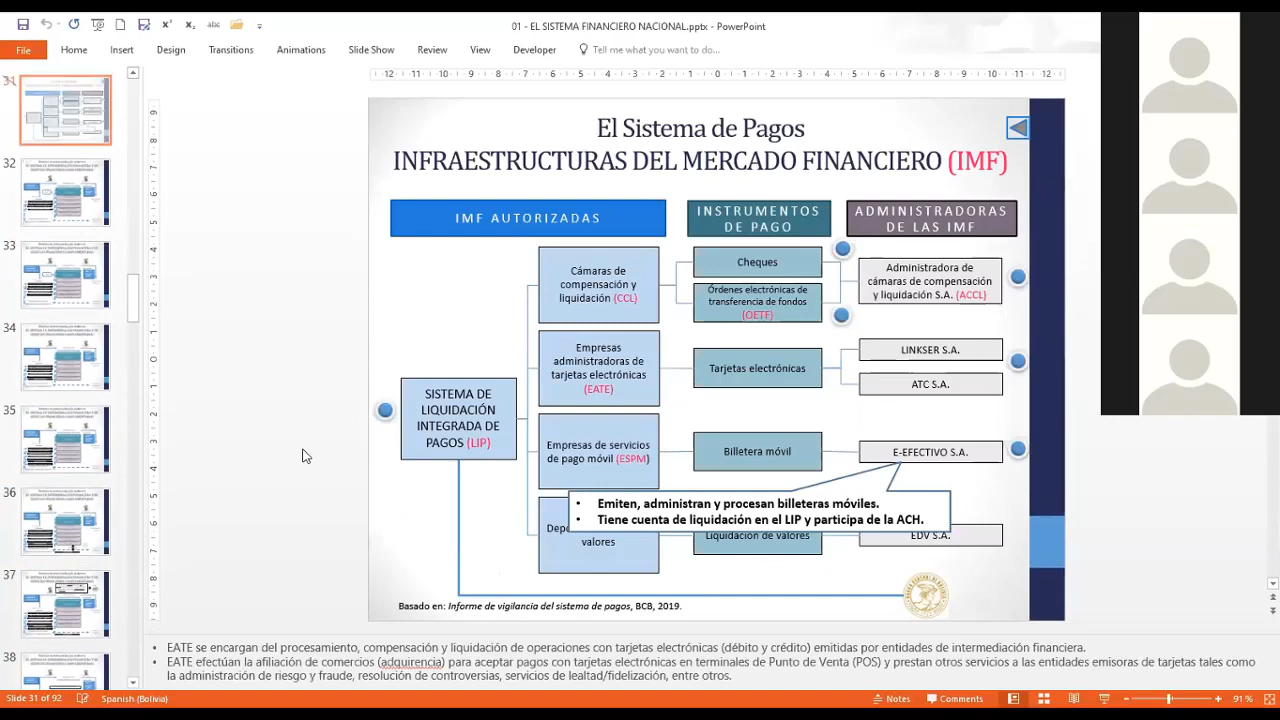 01 - EL SISTEMA FINANCIERO NACIONAL.pptx - PowerPoint
File Home Insert Design Transitions Animations Slide Show Review View Developer Tell me what you want to do...
31
32
33
34
35
36
37
38
El Sistema de Pagos
INFRAESTRUCTURAS DEL MERCADO FINANCIERO (IMF)
IMF AUTORIZADAS
INSTRUMENTOS
DE PAGO
ADMINISTRADORAS
DE LAS IMF
Cámaras de
compensación y
liquidación (CCL)
Cheques
Órdenes electrónicas de
transferencia de fondos
(OETF)
Administradora de
cámaras de compensación
y liquidación S.A. (ACCL)
Empresas
administradoras de
tarjetas electrónicas
(EATE)
Tarjetas electrónicas
LINKSER S.A.
ATC S.A.
SISTEMA DE
LIQUIDACIÓN
INTEGRADA DE
PAGOS (LIP)
Empresas de servicios
de pago móvil (ESPM)
Billetera móvil
E-EFECTIVO S.A.
• Emiten, administran y procesan billeteras móviles.
• Tiene cuenta de liquidación en el LIP y participa de la ACH.
valores
Liquidación de valores
EDV S.A.
Basado en: Informe de vigilancia del sistema de pagos, BCB, 2019.
• EATE se encargan del procesamiento, compensación y liquidación de operaciones con tarjetas electrónicas (débito y crédito) emitidas por entidades de intermediación financiera.
• EATE efectúan afiliación de comercios (adquirencia) para aceptar pagos con tarjetas electrónicas en terminales de Punto de Venta (POS) y prestan otros servicios a las entidades emisoras de tarjetas tales como
la administración de riesgo y fraude, resolución de controversias, servicios de lealtad/fidelización, entre otros.
Slide 31 of 92 Spanish (Bolivia) Notes Comments 91 %